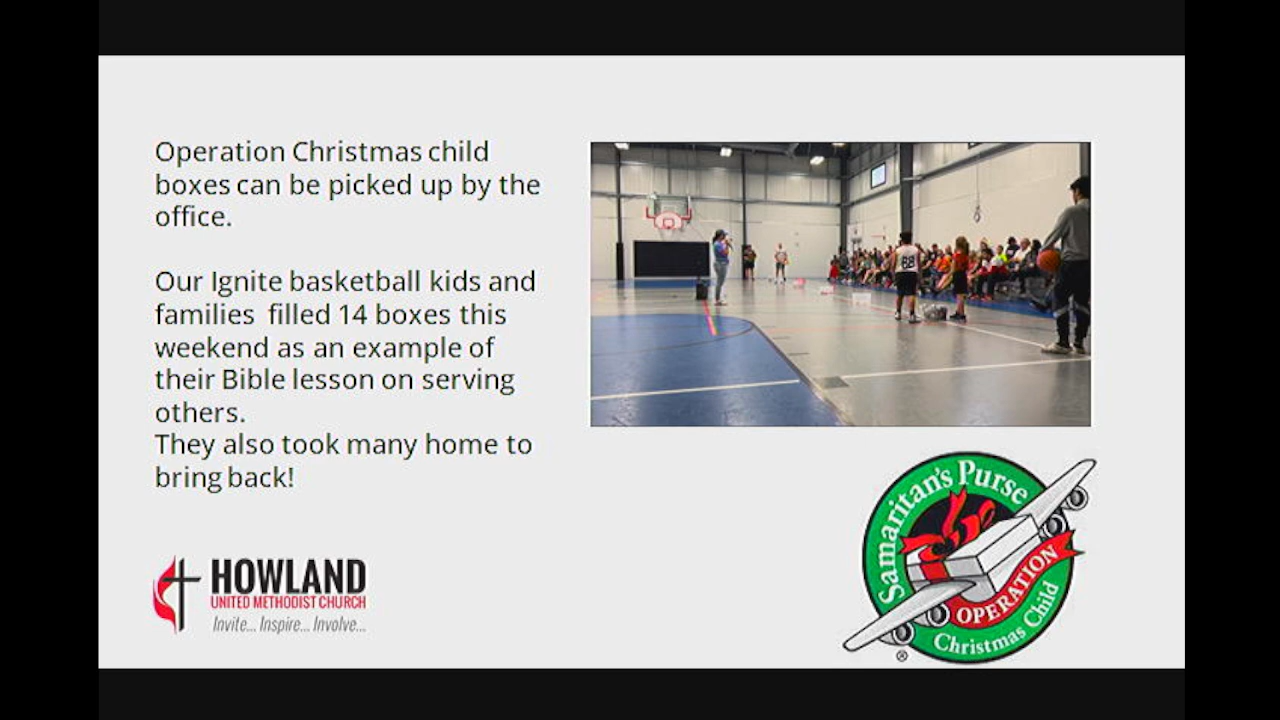 Operation Christmas child
boxes can be picked up by the
office.
Our Ignite basketball kids and
families  filled 14 boxes this
weekend as an example of
their Bible lesson on serving
others.
They also took many home to
bring back!
88
HOWLAND
UNITED METHODIST CHURCH
Invite... Inspire... Involve...
Samaritan's Purse
OPERATION
Christmas Child
®